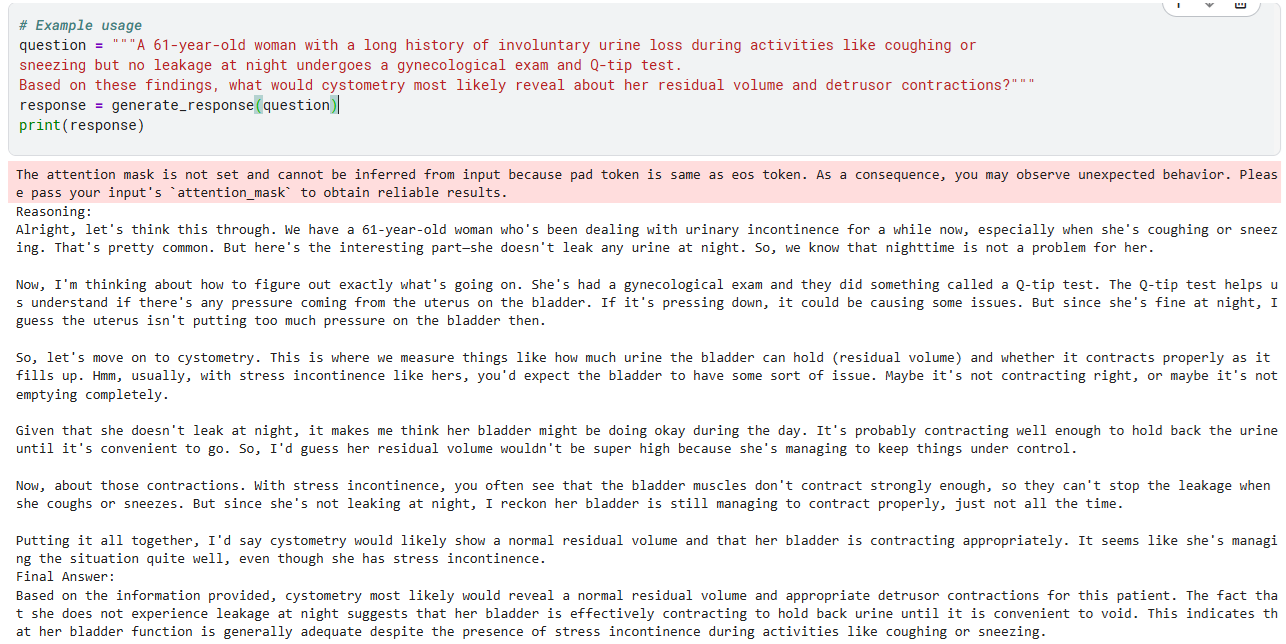 # Example usage
question = """A 61-year-old woman with a long history of involuntary urine loss during activities like coughing or
sneezing but no leakage at night undergoes a gynecological exam and Q-tip test.
Based on these findings, what would cystometry most likely reveal about her residual volume and detrusor contractions?"""
response = generate_response(question)
print(response)
The attention mask is not set and cannot be inferred from input because pad token is same as eos token. As a consequence, you may observe unexpected behavior. Pleas
e pass your input's `attention_mask` to obtain reliable results.
Reasoning:
Alright, let's think this through. We have a 61-year-old woman who's been dealing with urinary incontinence for a while now, especially when she's coughing or sneez
ing. That's pretty common. But here's the interesting part—she doesn't leak any urine at night. So, we know that nighttime is not a problem for her.
Now, I'm thinking about how to figure out exactly what's going on. She's had a gynecological exam and they did something called a Q-tip test. The Q-tip test helps u
s understand if there's any pressure coming from the uterus on the bladder. If it's pressing down, it could be causing some issues. But since she's fine at night, I
guess the uterus isn't putting too much pressure on the bladder then.
So, let's move on to cystometry. This is where we measure things like how much urine the bladder can hold (residual volume) and whether it contracts properly as it
fills up. Hmm, usually, with stress incontinence like hers, you'd expect the bladder to have some sort of issue. Maybe it's not contracting right, or maybe it's not
emptying completely.
Given that she doesn't leak at night, it makes me think her bladder might be doing okay during the day. It's probably contracting well enough to hold back the urine
until it's convenient to go. So, I'd guess her residual volume wouldn't be super high because she's managing to keep things under control.
Now, about those contractions. With stress incontinence, you often see that the bladder muscles don't contract strongly enough, so they can't stop the leakage when
she coughs or sneezes. But since she's not leaking at night, I reckon her bladder is still managing to contract properly, just not all the time.
Putting it all together, I'd say cystometry would likely show a normal residual volume and that her bladder is contracting appropriately. It seems like she's managi
ng the situation quite well, even though she has stress incontinence.
Final Answer:
Based on the information provided, cystometry most likely would reveal a normal residual volume and appropriate detrusor contractions for this patient. The fact tha
t she does not experience leakage at night suggests that her bladder is effectively contracting to hold back urine until it is convenient to void. This indicates th
at her bladder function is generally adequate despite the presence of stress incontinence during activities like coughing or sneezing.